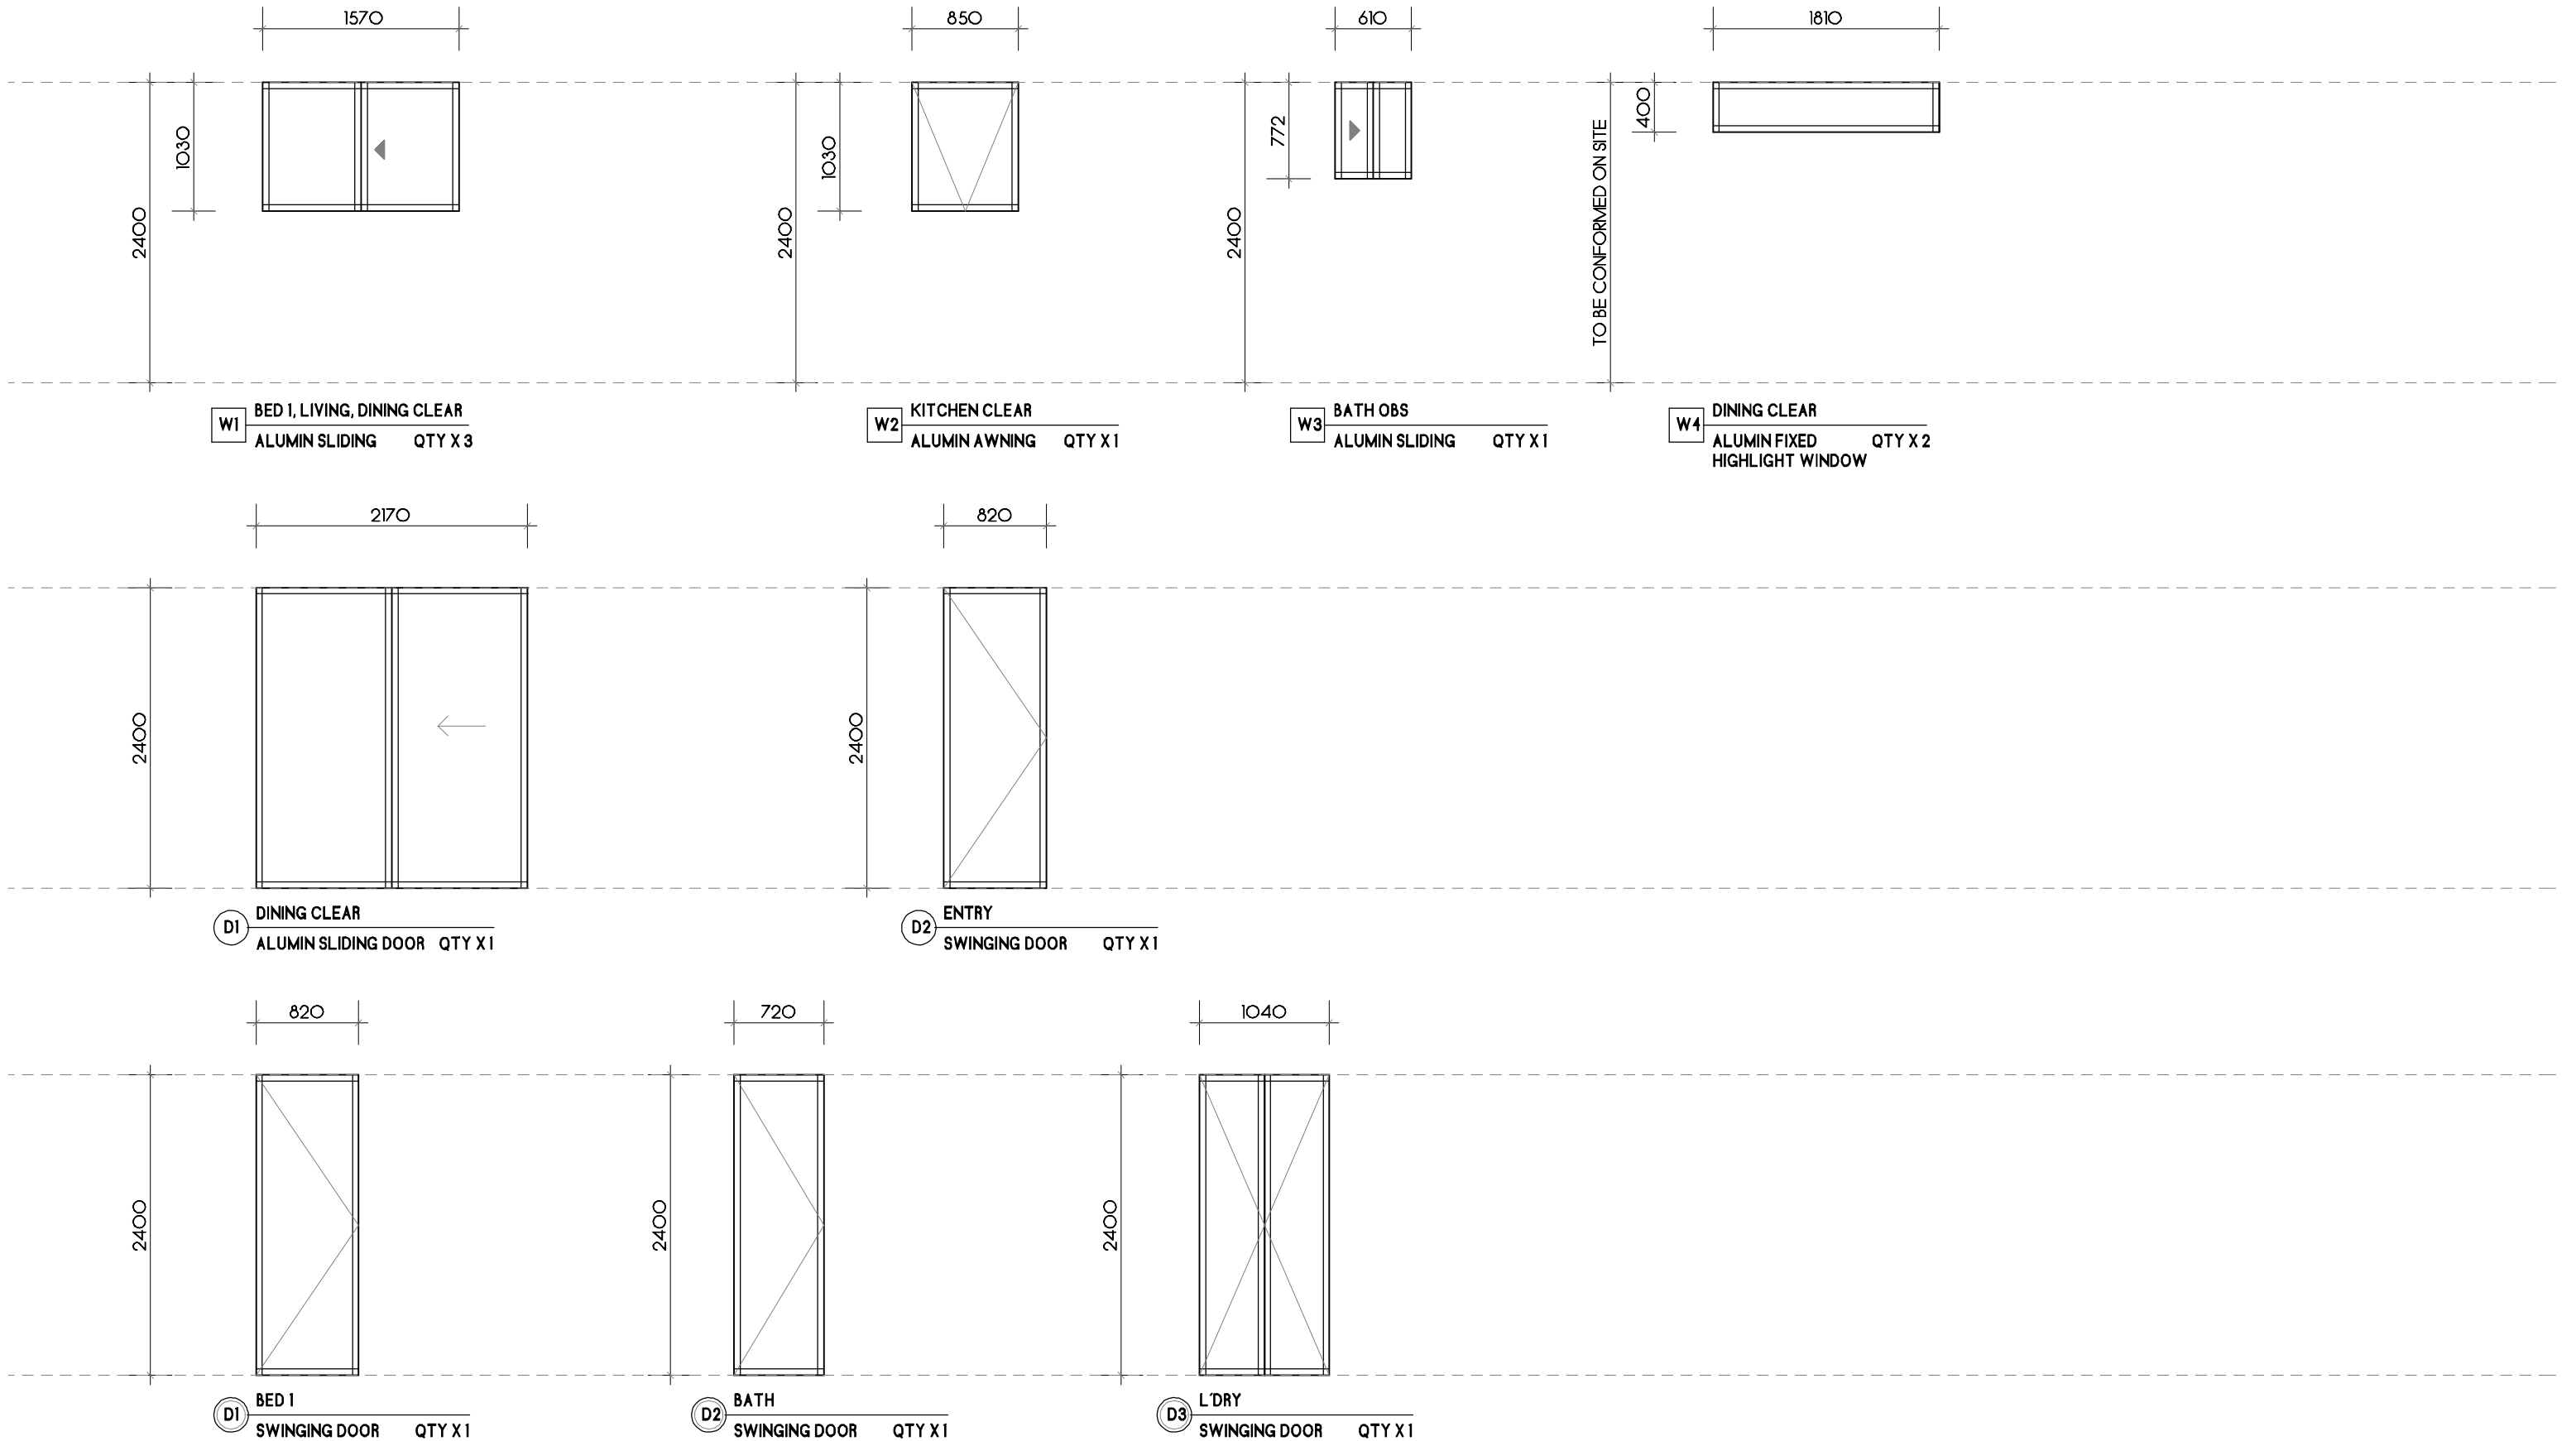 1570
850
610
1810
1030
2400
1030
2400
772
2400
400
TO BE CONFORMED ON SITE
W1
BED 1, LIVING, DINING CLEAR
ALUMIN SLIDING QTY X 3
W2
KITCHEN CLEAR
ALUMIN AWNING QTY X 1
W3
BATH OBS
ALUMIN SLIDING QTY X 1
W4
DINING CLEAR
ALUMIN FIXED QTY X 2
HIGHLIGHT WINDOW
2170
820
2400
2400
D1
DINING CLEAR
ALUMIN SLIDING DOOR QTY X 1
D2
ENTRY
SWINGING DOOR QTY X 1
820
720
1040
2400
2400
2400
D1
BED 1
SWINGING DOOR QTY X 1
D2
BATH
SWINGING DOOR QTY X 1
D3
L'DRY
SWINGING DOOR QTY X 1